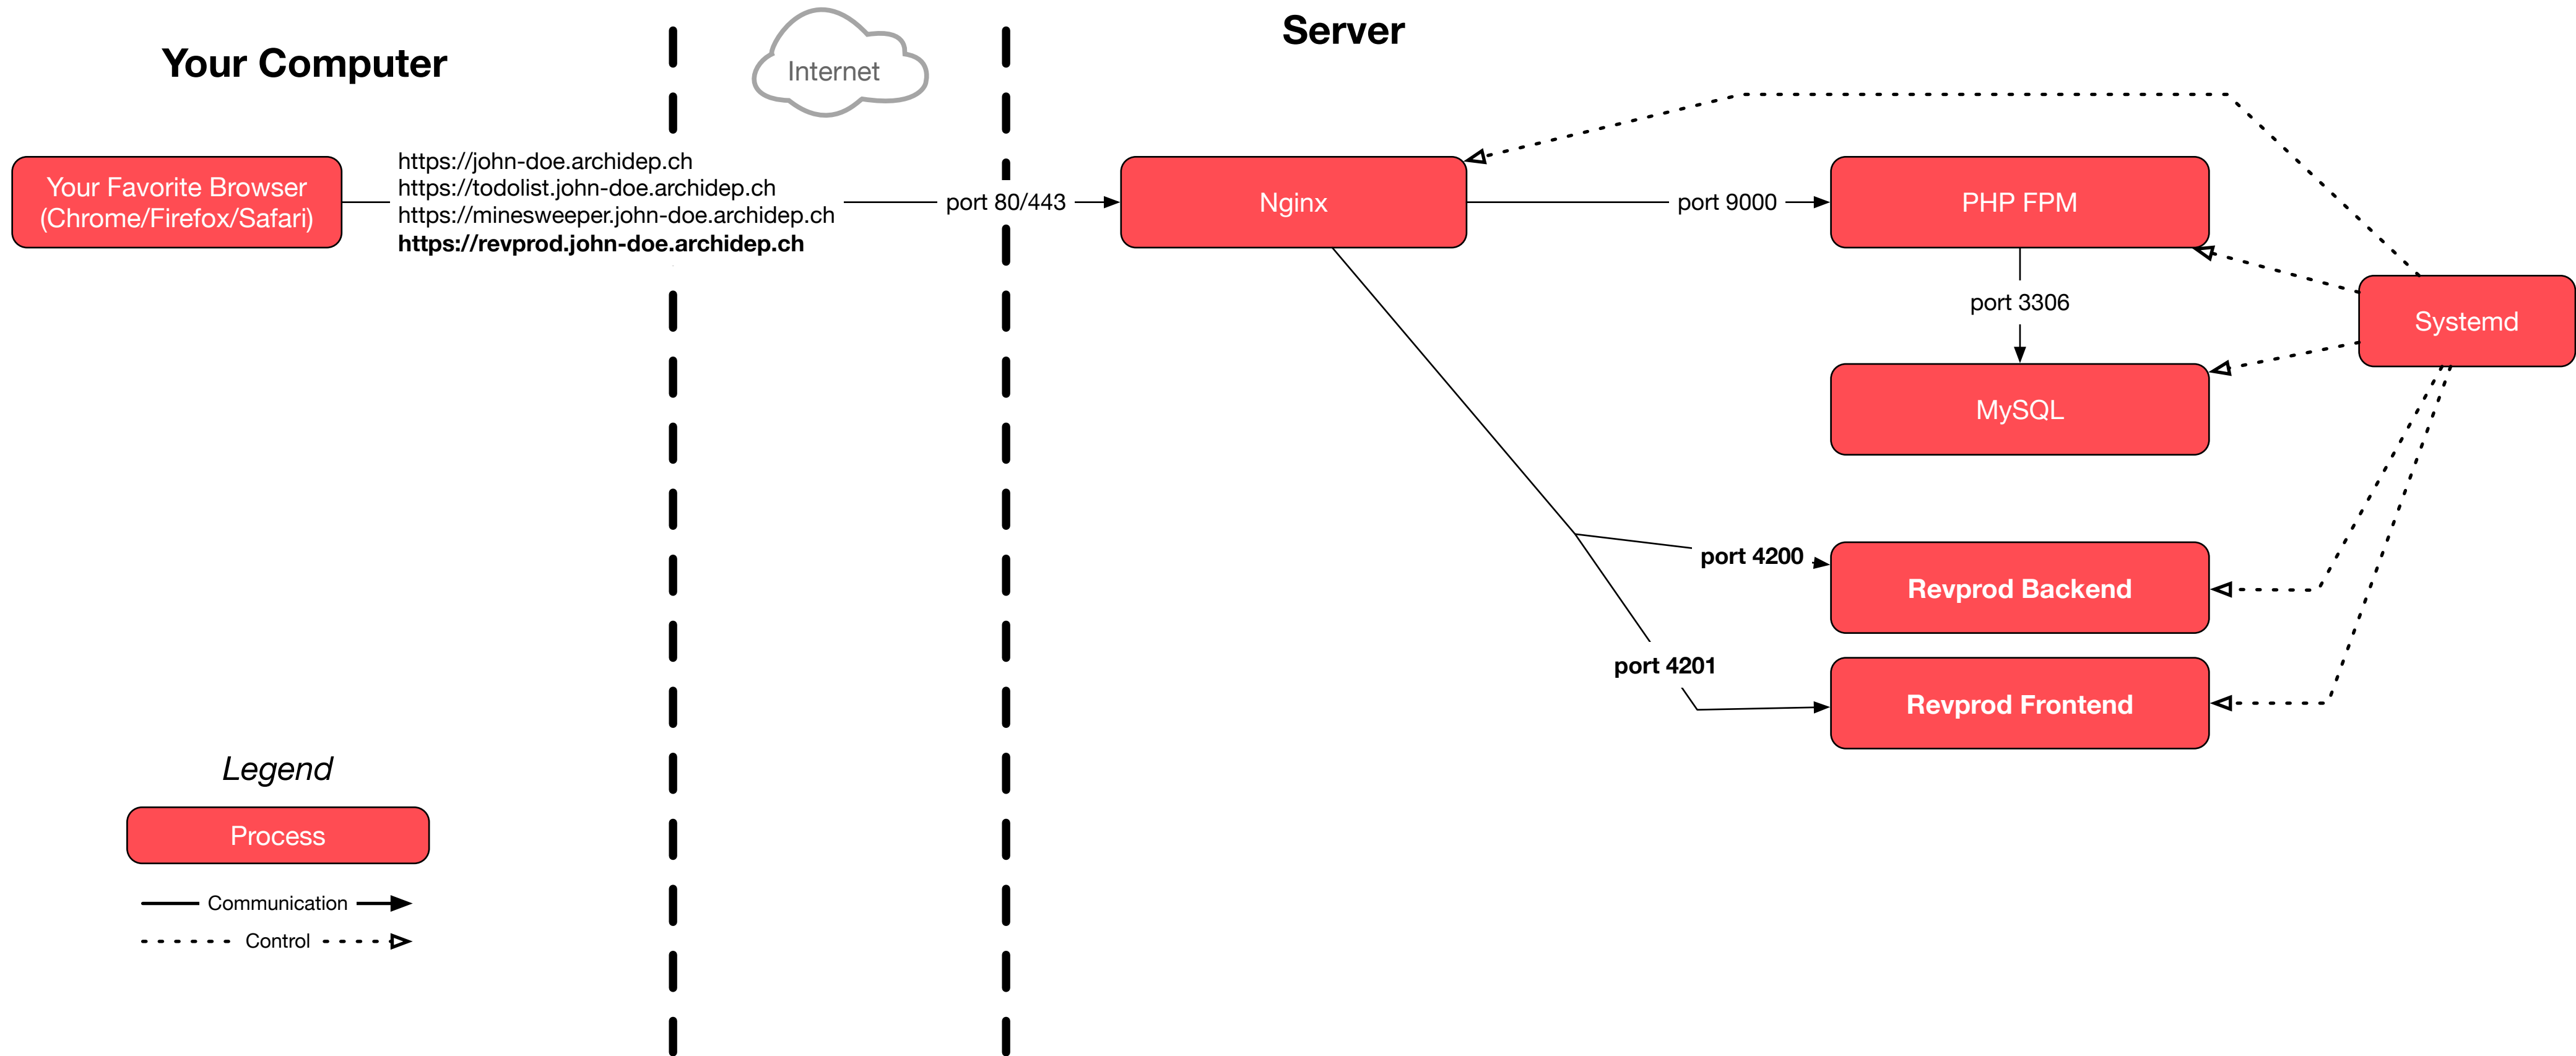 Your Computer
Internet
Server
Your Favorite Browser
(Chrome/Firefox/Safari)
https://john-doe.archidep.ch
https://todolist.john-doe.archidep.ch
https://minesweeper.john-doe.archidep.ch
https://revprod.john-doe.archidep.ch
port 80/443
Nginx
port 9000
PHP FPM
port 3306
Systemd
MySQL
port 4200
Revprod Backend
port 4201
Revprod Frontend
Legend
Process
Communication
Control